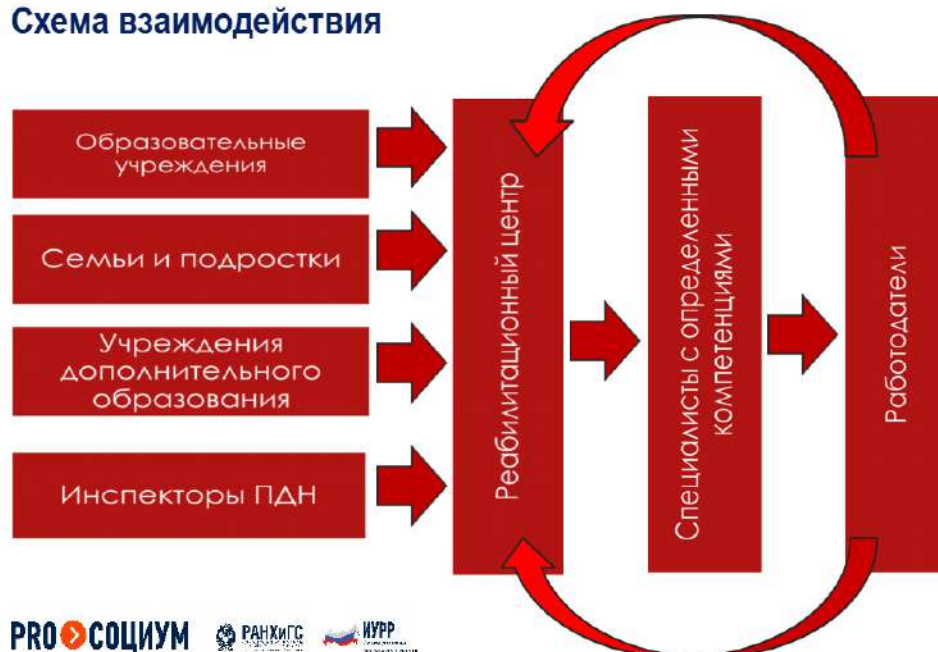 Схема взаимодействия
Образовательные
учреждения
Семьи и подростки
Учреждения
дополнительного
образования
Инспекторы ПДН
Реабилитационный центр
Специалисты с определенными
компетенциями
Работодатели
PRO СОЦИУМ
РАНХиГС
ИУРР